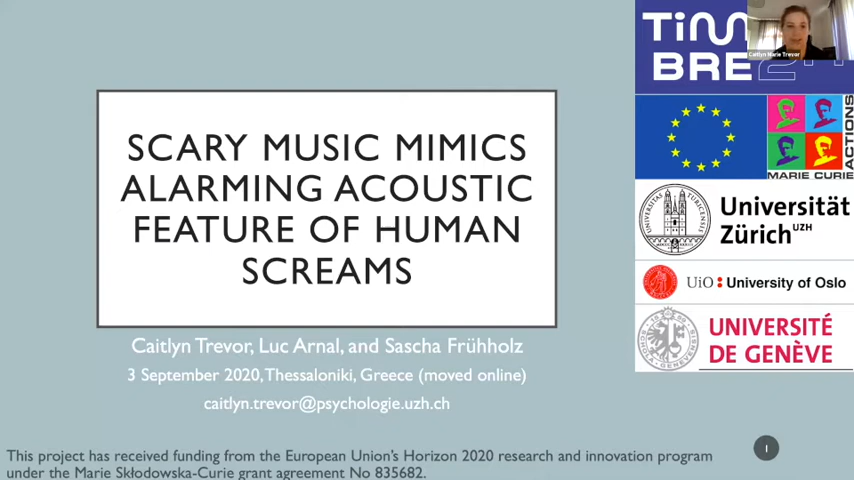 SCARY MUSIC MIMICS
ALARMING ACOUSTIC
FEATURE OF HUMAN
SCREAMS
Caitlyn Trevor, Luc Arnal, and Sascha Frühholz
3 September 2020, Thessaloniki, Greece (moved online)
caitlyn.trevor@psychologie.uzh.ch
This project has received funding from the European Union's Horizon 2020 research and innovation program
under the Marie Skłodowska-Curie grant agreement No 835682.
1
TIM
BRE
Caitlyn Marie Trevor
ACTIONS
MARIE CURIE
Universität
Zürich UZH
UiO : University of Oslo
UNIVERSITÉ
DE GENÈVE